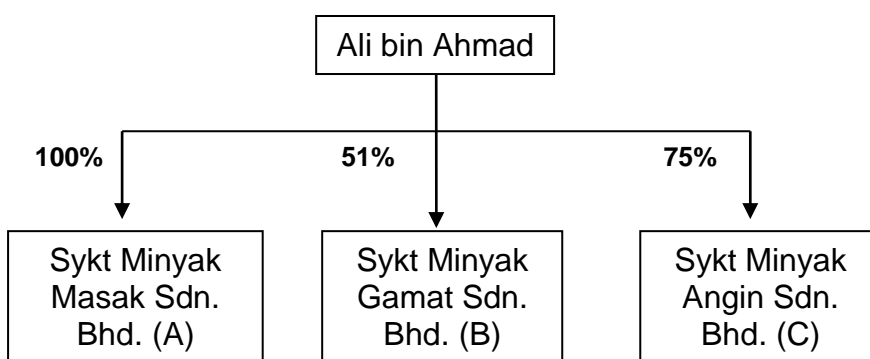 Ali bin Ahmad
100%
51%
75%
Sykt Minyak
Masak Sdn.
Bhd. (A)
Sykt Minyak
Gamat Sdn.
Bhd. (B)
Sykt Minyak
Angin Sdn.
Bhd. (C)